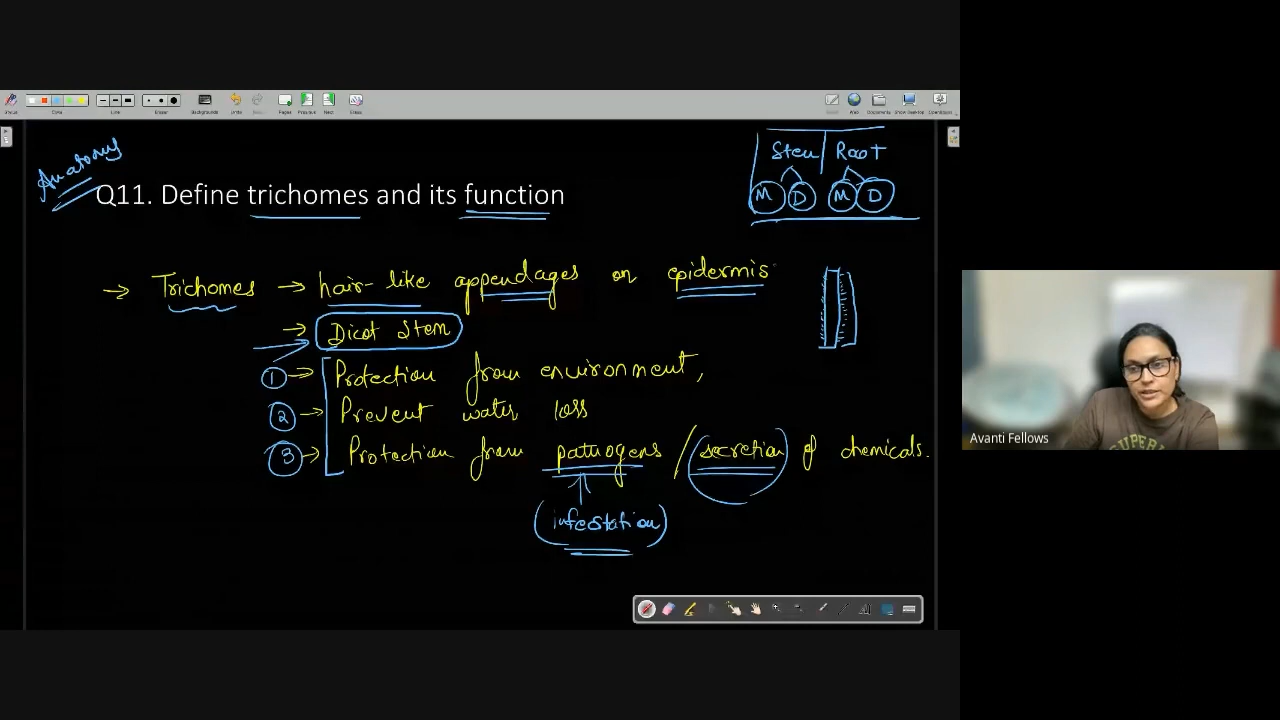 Anatomy
Q11. Define trichomes and its function
Stem | Root
M D M D
→ Trichomes → hair-like appendages on epidermis
→ Dicot Stem
① → Protection from environment,
② → Prevent water loss
③ → Protection from pathogens / secretion of chemicals.
(infestation)
Avanti Fellows
SUPER